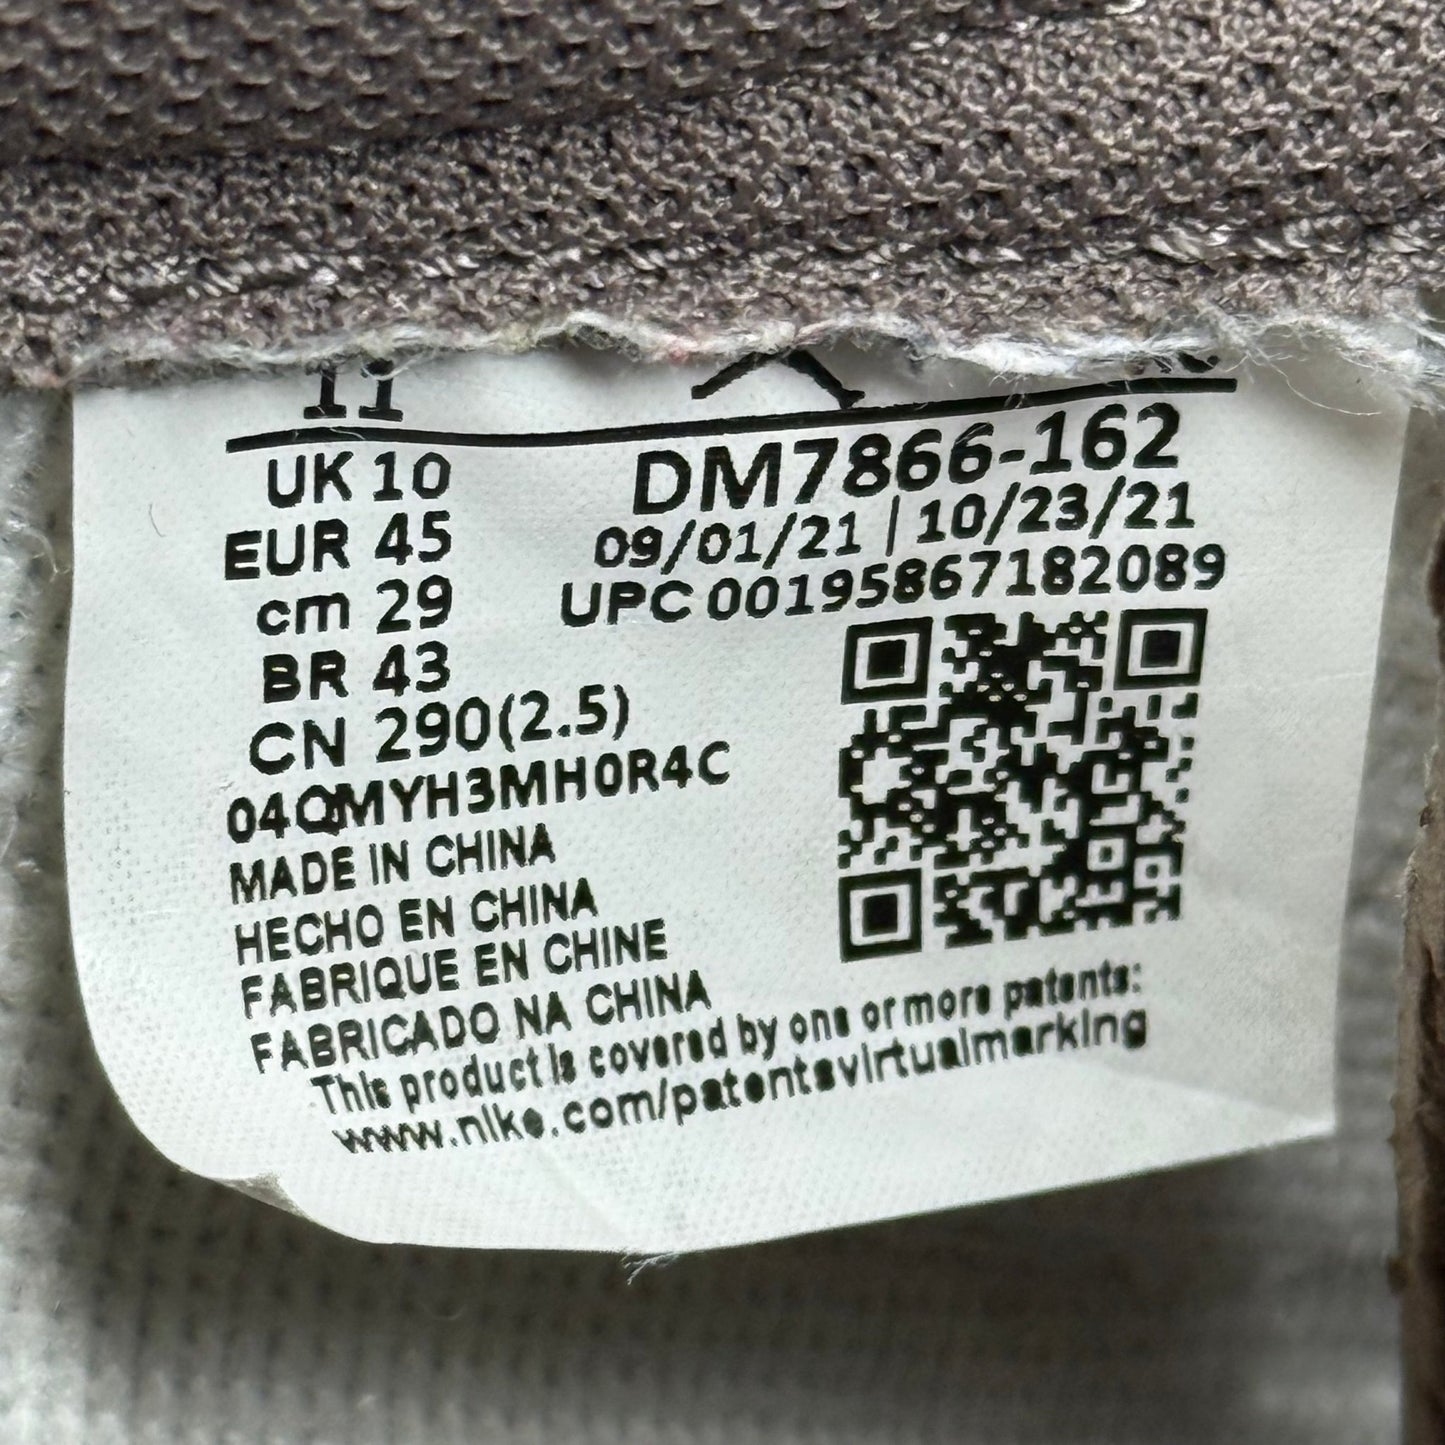 11
UK 10
EUR 45
cm 29
BR 43
CN 290(2.5)
04QMYH3MH0R4C
DM7866-162
09/01/21 | 10/23/21
UPC 00195867182089
MADE IN CHINA
HECHO EN CHINA
FABRIQUE EN CHINE
FABRICADO NA CHINA
This product is covered by one or more patents:
www.nike.com/patentsvirtualmarking